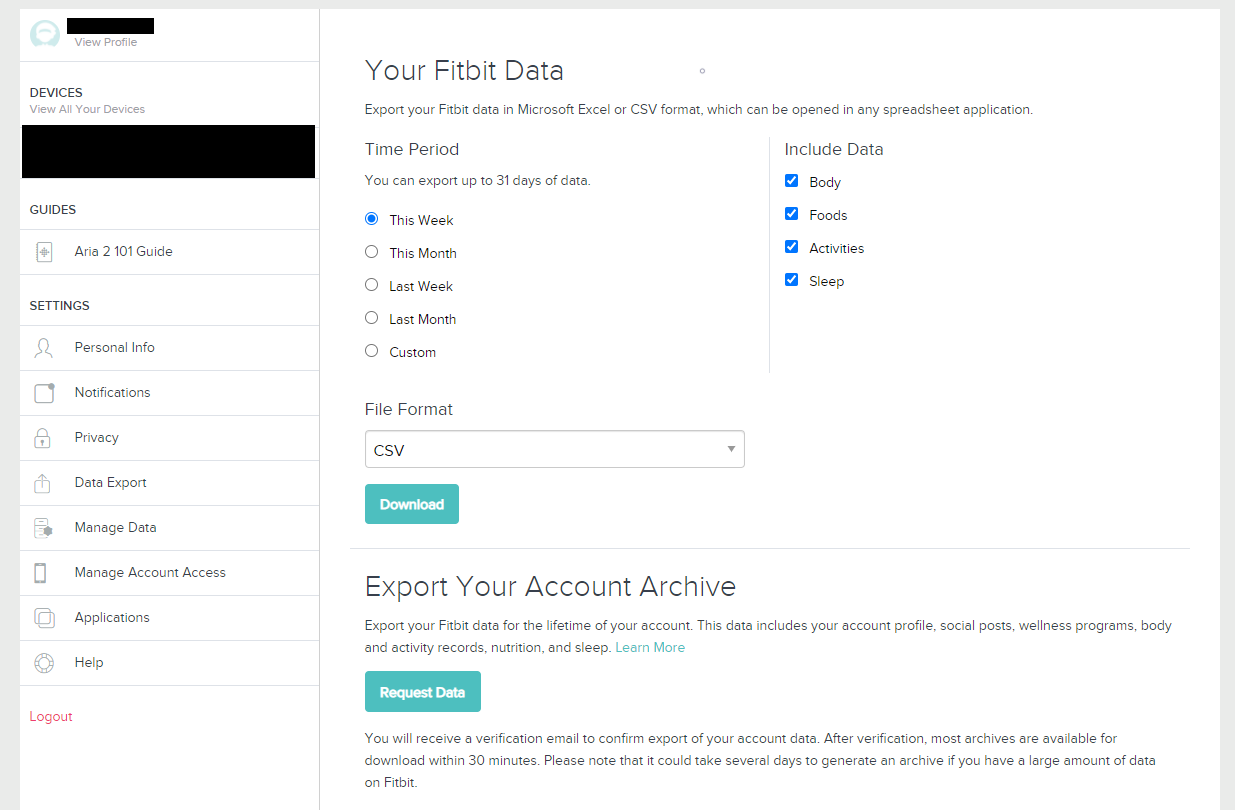 View Profile
DEVICES
View All Your Devices
GUIDES
Aria 2 101 Guide
SETTINGS
Personal Info
Notifications
Privacy
Data Export
Manage Data
Manage Account Access
Applications
Help
Logout
Your Fitbit Data
Export your Fitbit data in Microsoft Excel or CSV format, which can be opened in any spreadsheet application.
Time Period
You can export up to 31 days of data.
This Week
This Month
Last Week
Last Month
Custom
Include Data
Body
Foods
Activities
Sleep
File Format
CSV
Download
Export Your Account Archive
Export your Fitbit data for the lifetime of your account. This data includes your account profile, social posts, wellness programs, body
and activity records, nutrition, and sleep. Learn More
Request Data
You will receive a verification email to confirm export of your account data. After verification, most archives are available for
download within 30 minutes. Please note that it could take several days to generate an archive if you have a large amount of data
on Fitbit.